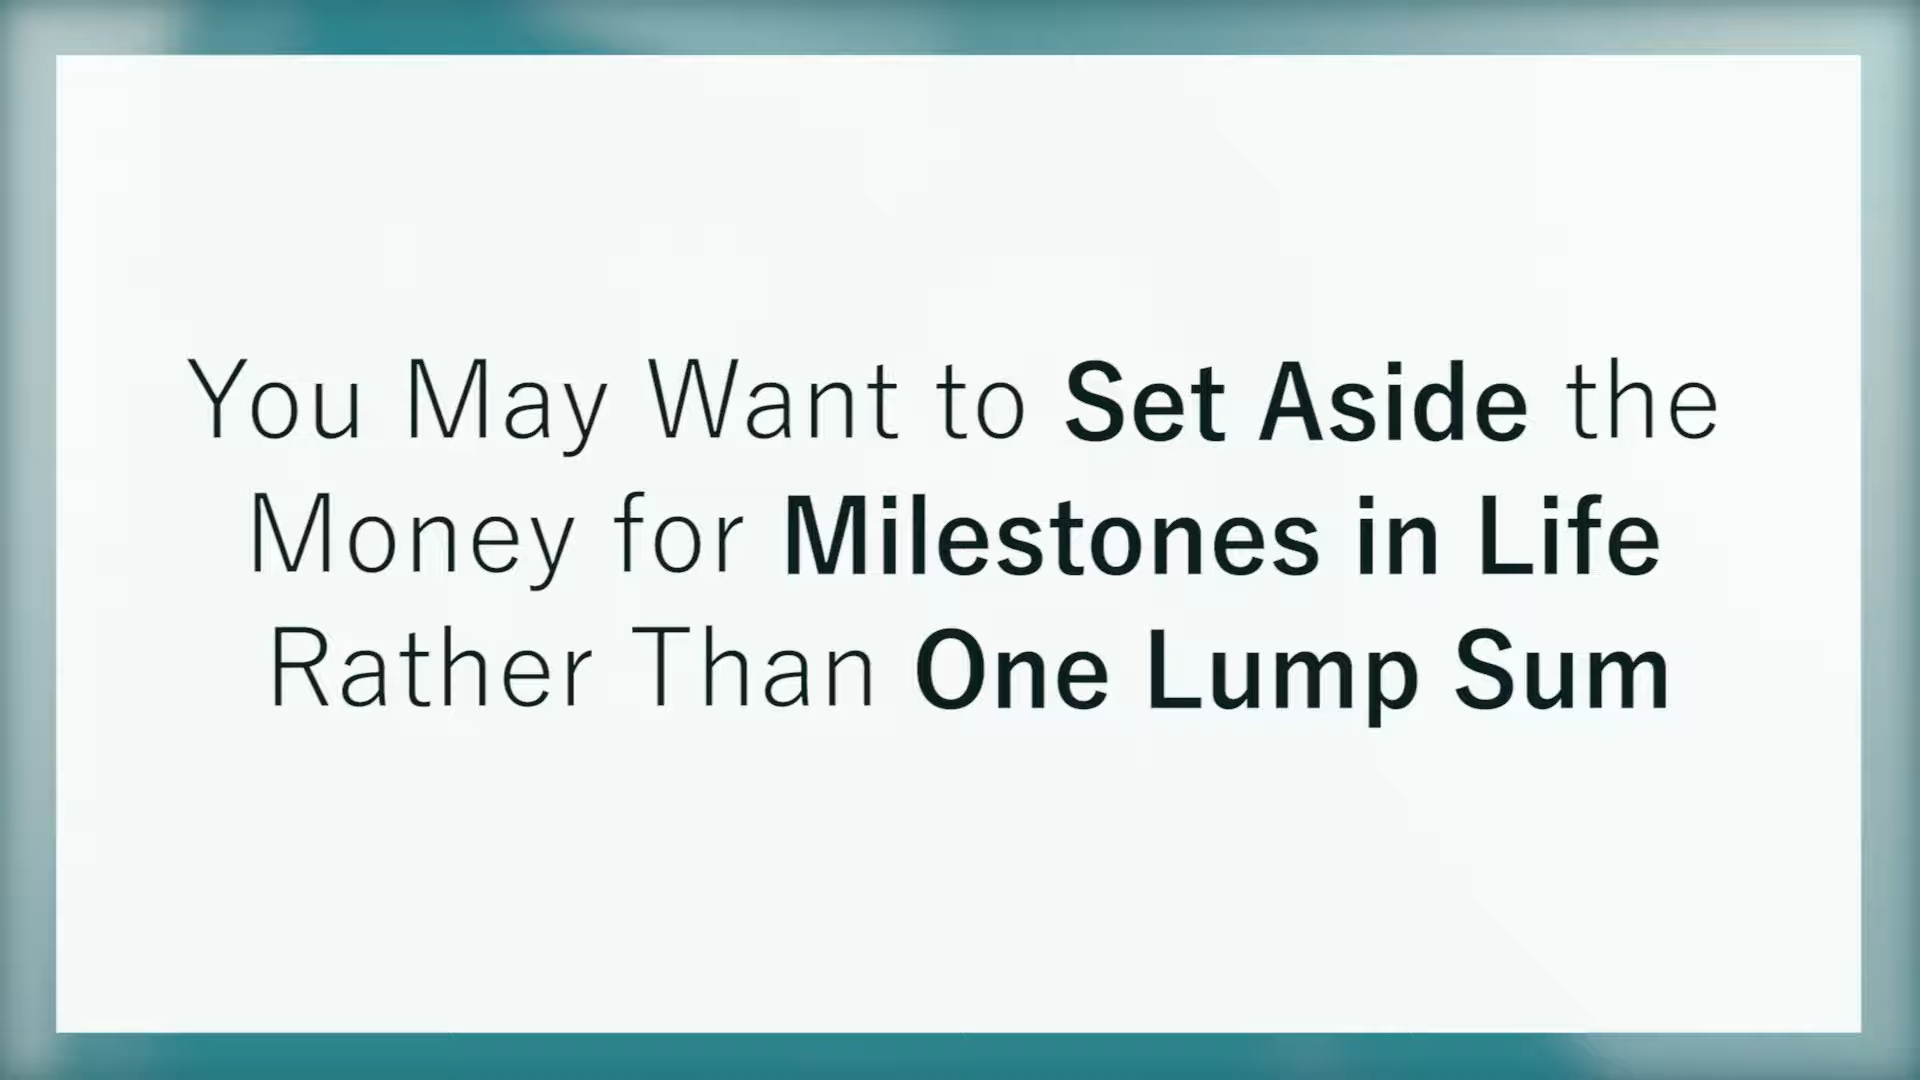 You May Want to Set Aside the
Money for Milestones in Life
Rather Than One Lump Sum